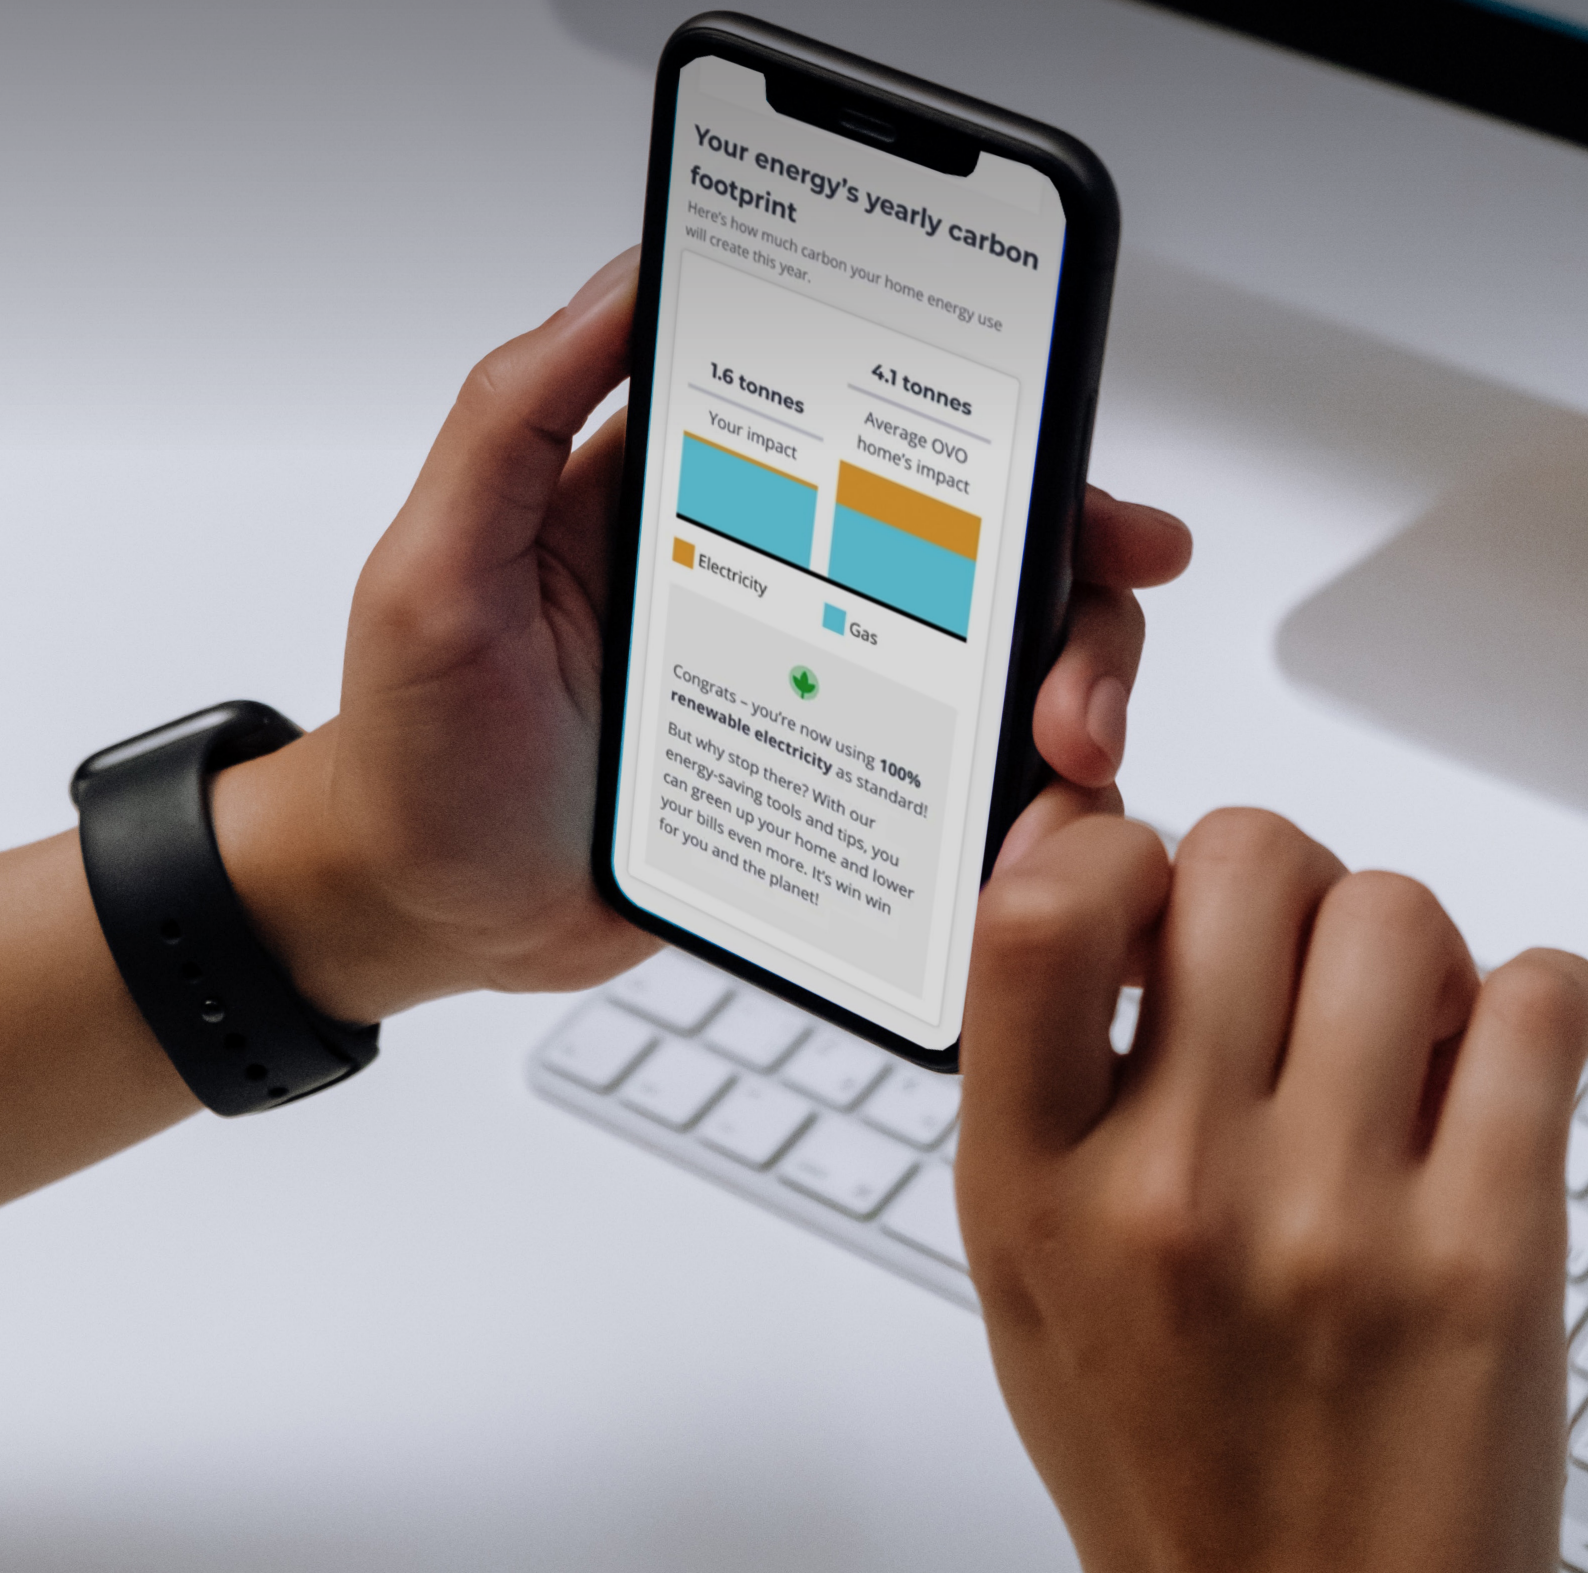 Your energy's yearly carbon
footprint
Here's how much carbon your home energy use
will create this year.
1.6 tonnes
Your impact
4.1 tonnes
Average OVO
home's impact
Electricity
Gas
Congrats – you're now using 100%
renewable electricity as standard!
But why stop there? With our
energy-saving tools and tips, you
can green up your home and lower
your bills even more. It's win win
for you and the planet!